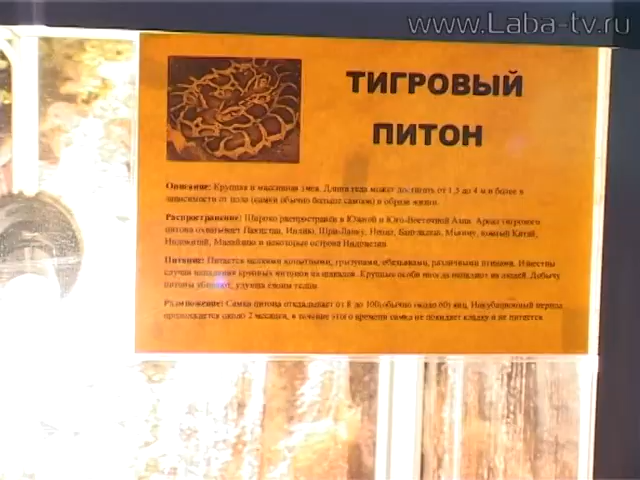 www.Laba-tv.ru
ТИГРОВЫЙ
ПИТОН
Описание: Крупная и массивная змея. Длина тела может достигать от 1,5 до 4 м и более в
зависимости от пола (самки обычно больше самцов) и образа жизни.
Распространение: Широко распространён в Южной и Юго-Восточной Азии. Ареал тигрового
питона охватывает Пакистан, Индию, Шри-Ланку, Непал, Бангладеш, Мьянму, южный Китай,
Индокитай, Малайзию и некоторые острова Индонезии.
Питание: Питается мелкими копытными, грызунами, обезьянами, различными птицами. Известны
случаи нападения крупных питонов на шакалов. Крупные особи иногда нападают на людей. Добычу
питоны убивают, удушая своим телом.
Размножение: Самка питона откладывает от 8 до 100, обычно около яиц. Инкубационный период
продолжается около 2 месяцев, в течение этого времени самка не покидает кладку и не питается